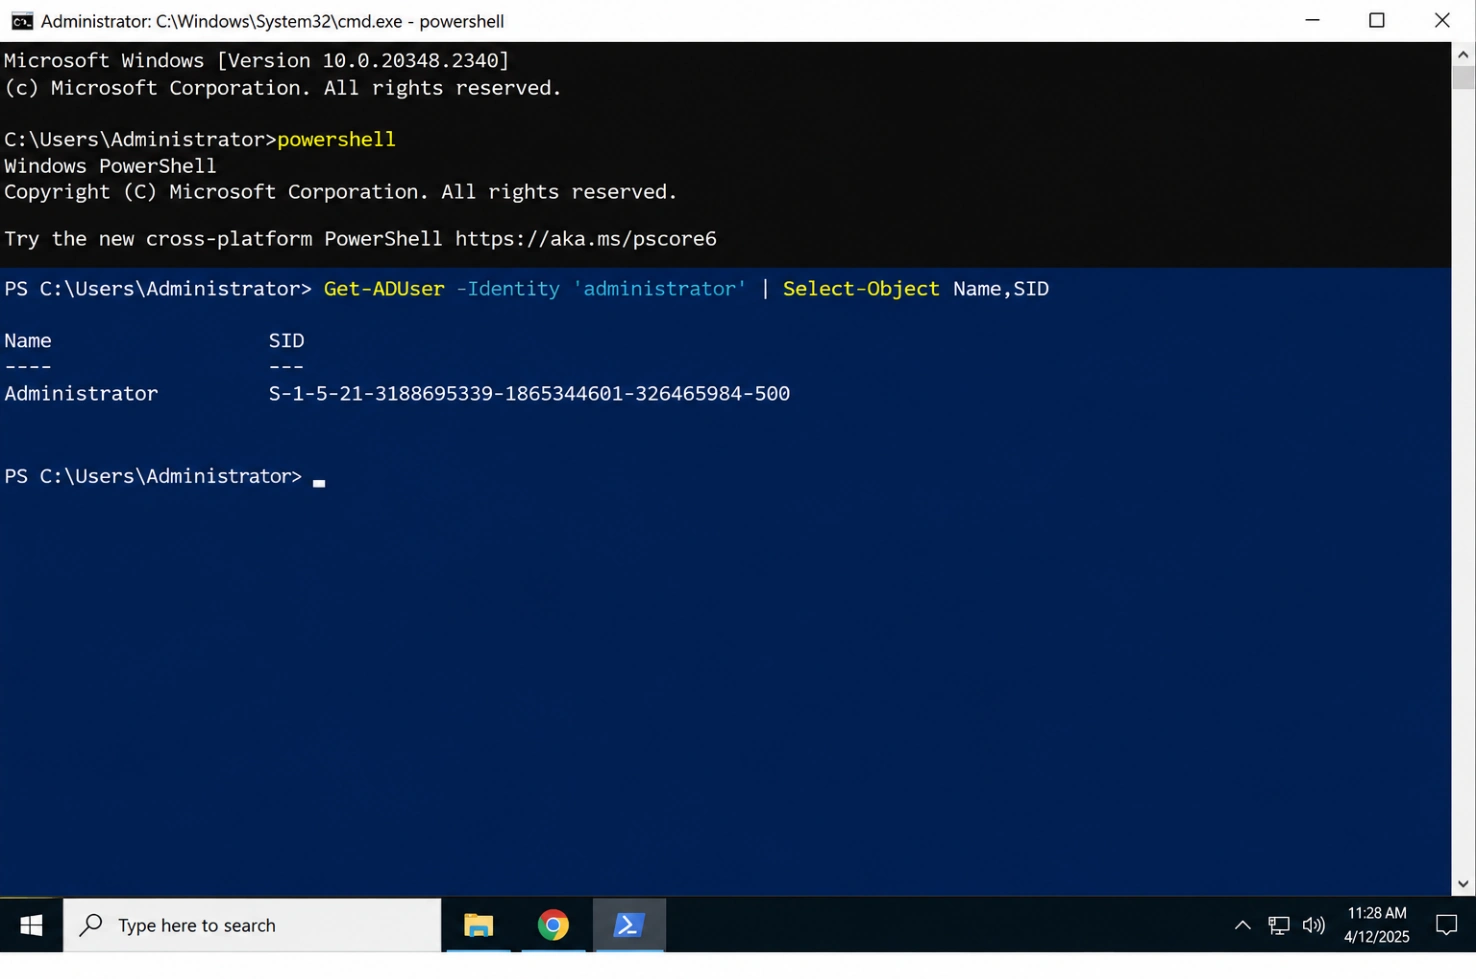 Administrator: C:\Windows\System32\cmd.exe - powershell
Microsoft Windows [Version 10.0.20348.2340]
(c) Microsoft Corporation. All rights reserved.
C:\Users\Administrator>powershell
Windows PowerShell
Copyright (C) Microsoft Corporation. All rights reserved.
Try the new cross-platform PowerShell https://aka.ms/pscore6
PS C:\Users\Administrator> Get-ADUser -Identity 'administrator' | Select-Object Name,SID
Name SID
---- ---
Administrator S-1-5-21-3188695339-1865344601-326465984-500
PS C:\Users\Administrator>
Type here to search
11:28 AM
4/12/2025